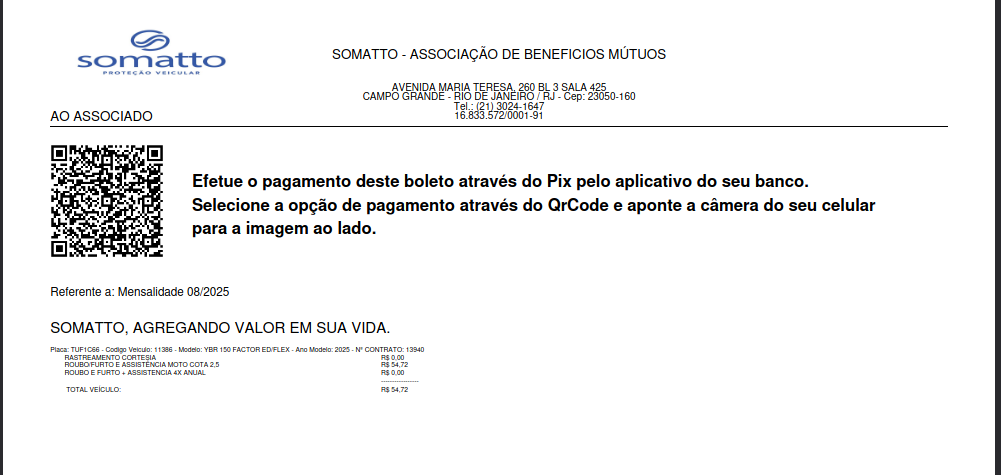 somatto
PROTEÇÃO VEICULAR
SOMATTO - ASSOCIAÇÃO DE BENEFICIOS MÚTUOS
AVENIDA MARIA TERESA, 260 BL 3 SALA 425
CAMPO GRANDE - RIO DE JANEIRO / RJ - Cep: 23050-160
Tel.: (21) 3024-1647
16.833.572/0001-91
AO ASSOCIADO
Efetue o pagamento deste boleto através do Pix pelo aplicativo do seu banco.
Selecione a opção de pagamento através do QrCode e aponte a câmera do seu celular
para a imagem ao lado.
Referente a: Mensalidade 08/2025
SOMATTO, AGREGANDO VALOR EM SUA VIDA.
Placa: TUF1C66 - Codigo Veiculo: 11386 - Modelo: YBR 150 FACTOR ED/FLEX - Ano Modelo: 2025 - Nº CONTRATO: 13940
RASTREAMENTO CORTESIA R$ 0,00
ROUBO/FURTO E ASSISTÊNCIA MOTO COTA 2,5 R$ 54,72
ROUBO E FURTO + ASSISTENCIA 4X ANUAL R$ 0,00
-----------------
TOTAL VEÍCULO: R$ 54,72